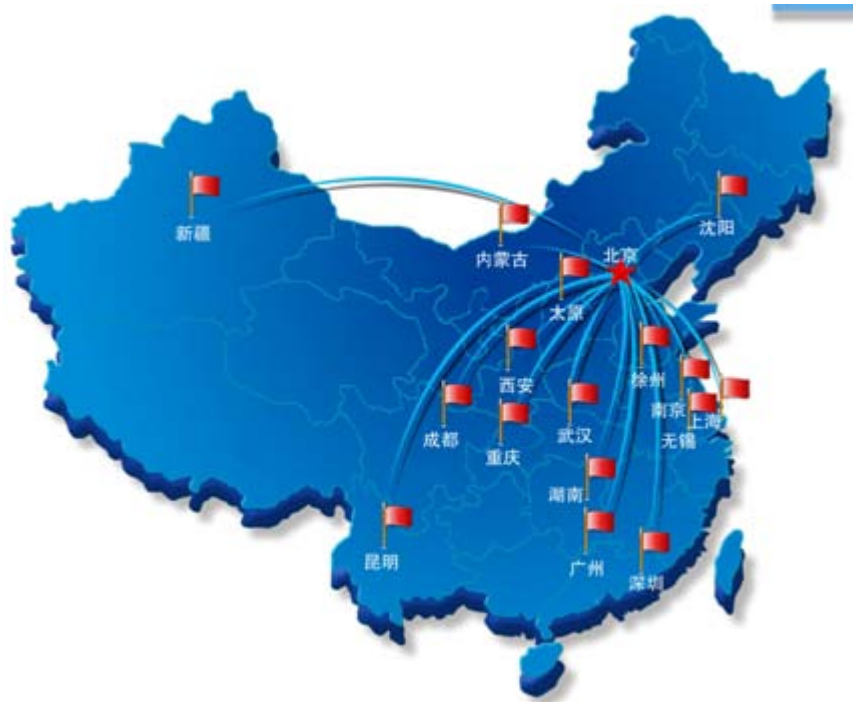 沈阳
新疆
北京
内蒙古
太原
徐州
西安
南京
上海
成都
武汉
无锡
重庆
湖南
昆明
广州
深圳